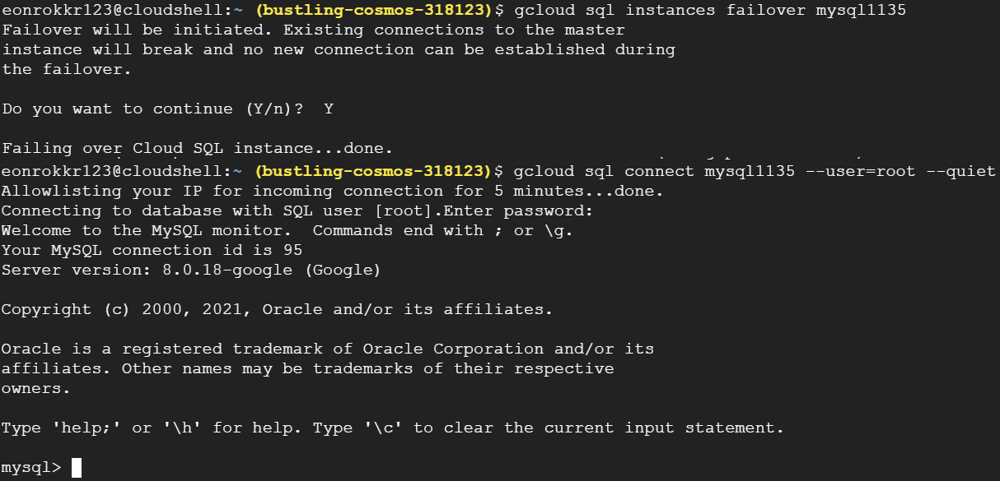 eonrokkr123@cloudshell:~ (bustling-cosmos-318123)$ gcloud sql instances failover mysql1135
Failover will be initiated. Existing connections to the master
instance will break and no new connection can be established during
the failover.
Do you want to continue (Y/n)?  Y
Failing over Cloud SQL instance...done.
eonrokkr123@cloudshell:~ (bustling-cosmos-318123)$ gcloud sql connect mysql1135 --user=root --quiet
Allowlisting your IP for incoming connection for 5 minutes...done.
Connecting to database with SQL user [root].Enter password:
Welcome to the MySQL monitor.  Commands end with ; or \g.
Your MySQL connection id is 95
Server version: 8.0.18-google (Google)
Copyright (c) 2000, 2021, Oracle and/or its affiliates.
Oracle is a registered trademark of Oracle Corporation and/or its
affiliates. Other names may be trademarks of their respective
owners.
Type 'help;' or '\h' for help. Type '\c' to clear the current input statement.
mysql>